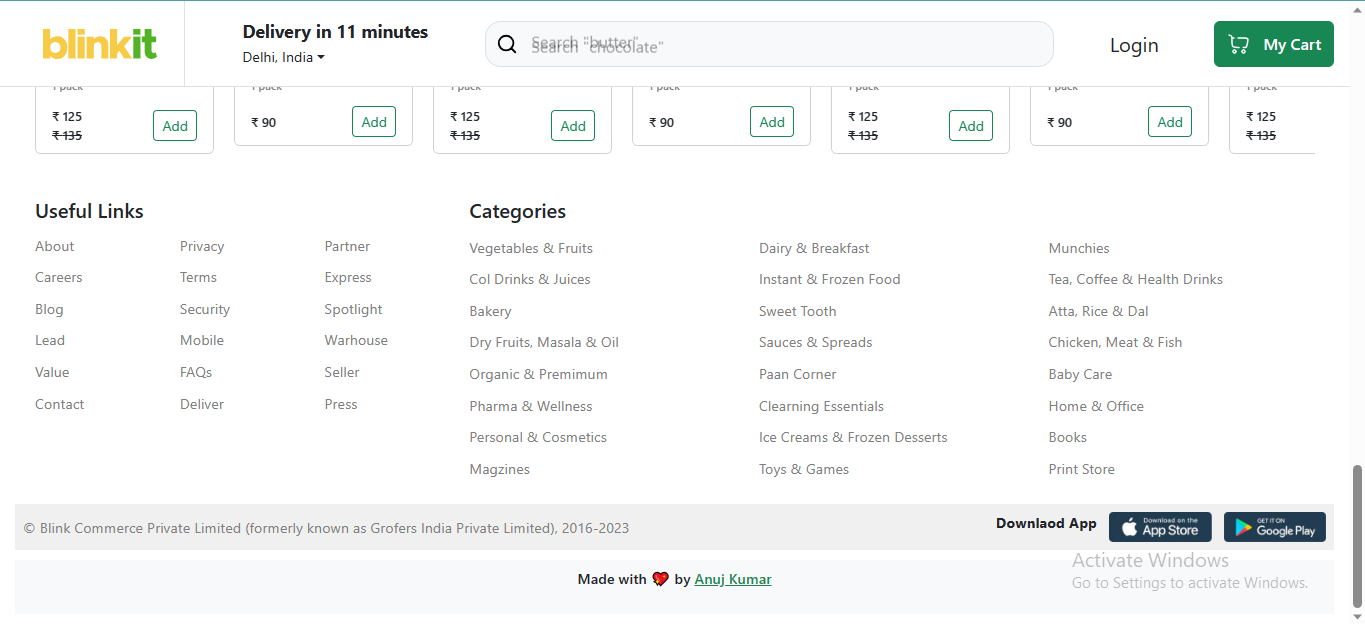 blinkit
Delivery in 11 minutes
Delhi, India
Search "butter"
Search "chocolate"
Login
My Cart
1 pack 1 pack 1 pack 1 pack 1 pack 1 pack 1 pack
₹ 125 ₹ 135 Add
₹ 90 Add
₹ 125 ₹ 135 Add
₹ 90 Add
₹ 125 ₹ 135 Add
₹ 90 Add
₹ 125 ₹ 135
Useful Links
About Privacy Partner
Careers Terms Express
Blog Security Spotlight
Lead Mobile Warhouse
Value FAQs Seller
Contact Deliver Press
Categories
Vegetables & Fruits Dairy & Breakfast Munchies
Col Drinks & Juices Instant & Frozen Food Tea, Coffee & Health Drinks
Bakery Sweet Tooth Atta, Rice & Dal
Dry Fruits, Masala & Oil Sauces & Spreads Chicken, Meat & Fish
Organic & Premimum Paan Corner Baby Care
Pharma & Wellness Clearning Essentials Home & Office
Personal & Cosmetics Ice Creams & Frozen Desserts Books
Magzines Toys & Games Print Store
© Blink Commerce Private Limited (formerly known as Grofers India Private Limited), 2016-2023
Downlaod App
Download on the
App Store
GET IT ON
Google Play
Made with 💖 by Anuj Kumar
Activate Windows
Go to Settings to activate Windows.